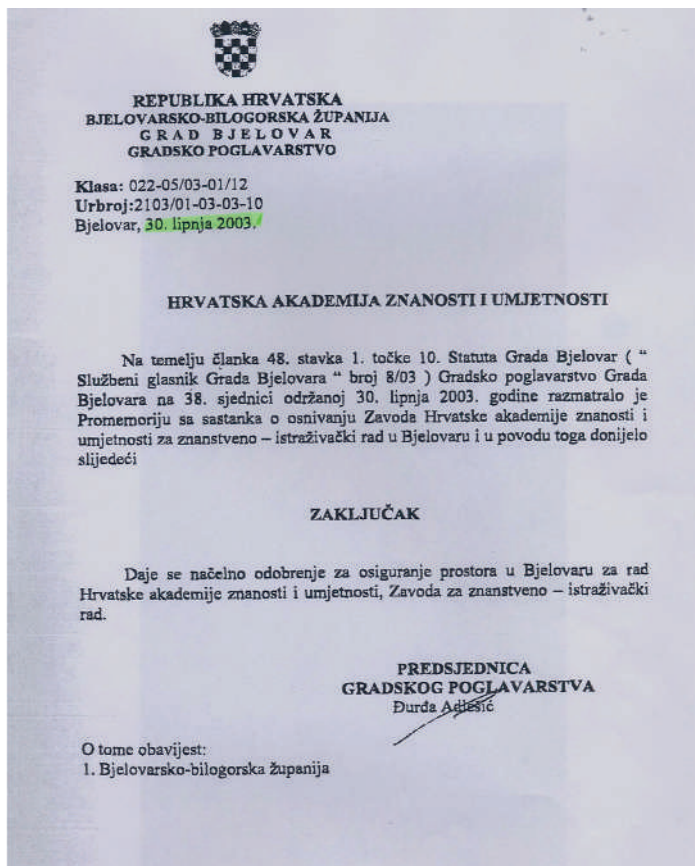 REPUBLIKA HRVATSKA
BJELOVARSKO-BILOGORSKA ŽUPANIJA
GRAD BJELOVAR
GRADSKO POGLAVARSTVO
Klasa: 022-05/03-01/12
Urbroj:2103/01-03-03-10
Bjelovar, 30. lipnja 2003.
HRVATSKA AKADEMIJA ZNANOSTI I UMJETNOSTI
Na temelju članka 48. stavka 1. točke 10. Statuta Grada Bjelovar ( “
Službeni glasnik Grada Bjelovara “ broj 8/03 ) Gradsko poglavarstvo Grada
Bjelovara na 38. sjednici održanoj 30. lipnja 2003. godine razmatralo je
Promemoriju sa sastanka o osnivanju Zavoda Hrvatske akademije znanosti i
umjetnosti za znanstveno – istraživački rad u Bjelovaru i u povodu toga donijelo
slijedeći
ZAKLJUČAK
Daje se načelno odobrenje za osiguranje prostora u Bjelovaru za rad
Hrvatske akademije znanosti i umjetnosti, Zavoda za znanstveno – istraživački
rad.
PREDSJEDNICA
GRADSKOG POGLAVARSTVA
Đurđa Adlešić
O tome obavijest:
1. Bjelovarsko-bilogorska županija